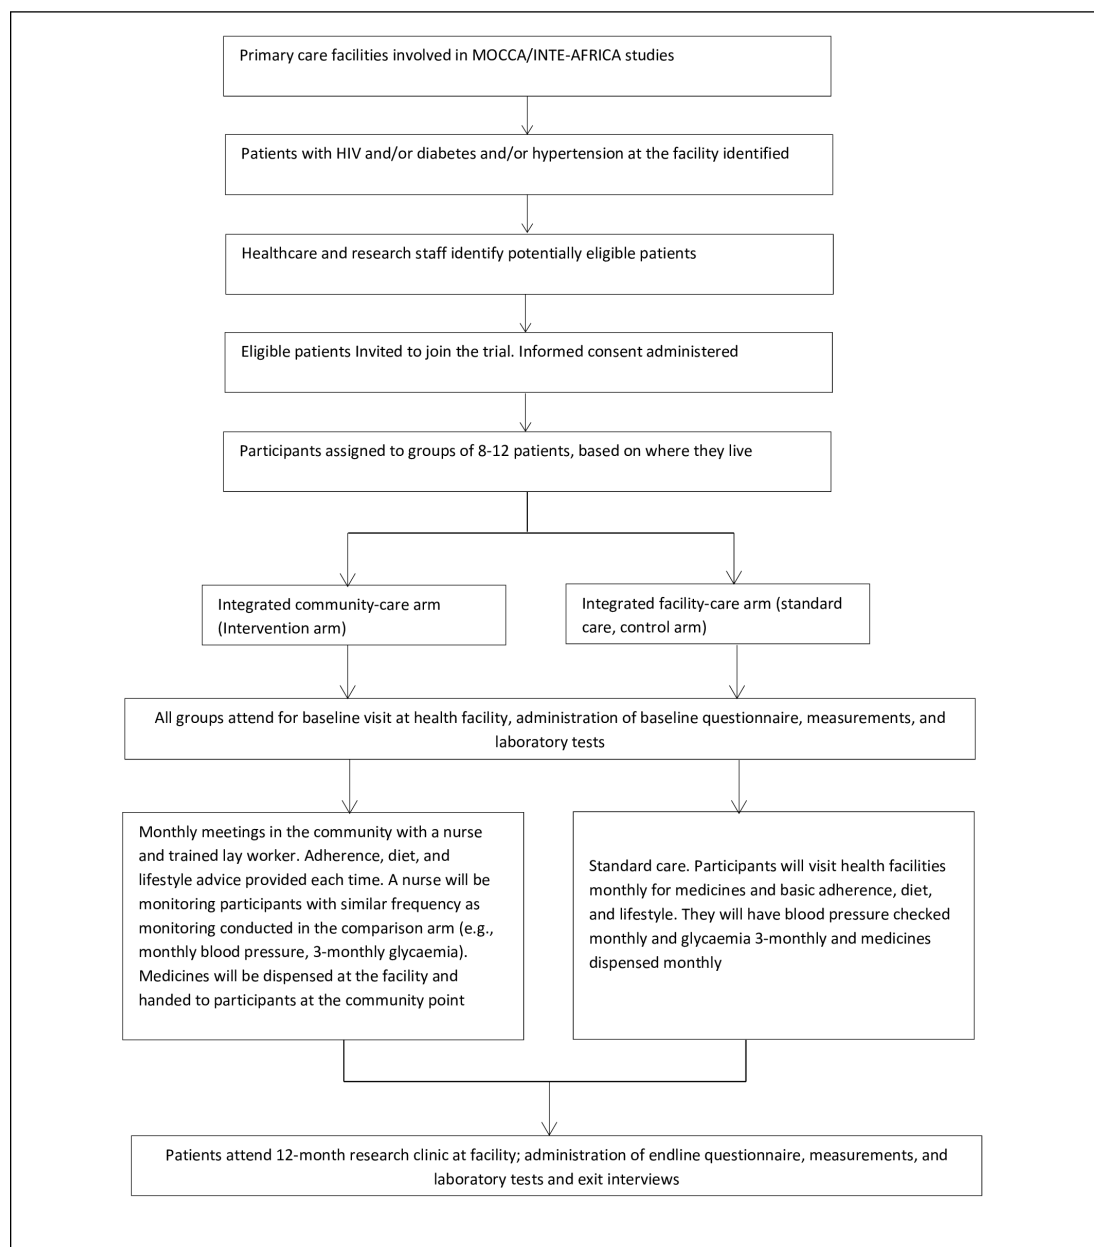 Primary care facilities involved in MOCCA/INTE-AFRICA studies
Patients with HIV and/or diabetes and/or hypertension at the facility identified
Healthcare and research staff identify potentially eligible patients
Eligible patients Invited to join the trial. Informed consent administered
Participants assigned to groups of 8-12 patients, based on where they live
Integrated community-care arm
(Intervention arm)
Integrated facility-care arm (standard
care, control arm)
All groups attend for baseline visit at health facility, administration of baseline questionnaire, measurements, and
laboratory tests
Monthly meetings in the community with a nurse
and trained lay worker. Adherence, diet, and
lifestyle advice provided each time. A nurse will be
monitoring participants with similar frequency as
monitoring conducted in the comparison arm (e.g.,
monthly blood pressure, 3-monthly glycaemia).
Medicines will be dispensed at the facility and
handed to participants at the community point
Standard care. Participants will visit health facilities
monthly for medicines and basic adherence, diet,
and lifestyle. They will have blood pressure checked
monthly and glycaemia 3-monthly and medicines
dispensed monthly
Patients attend 12-month research clinic at facility; administration of endline questionnaire, measurements, and
laboratory tests and exit interviews